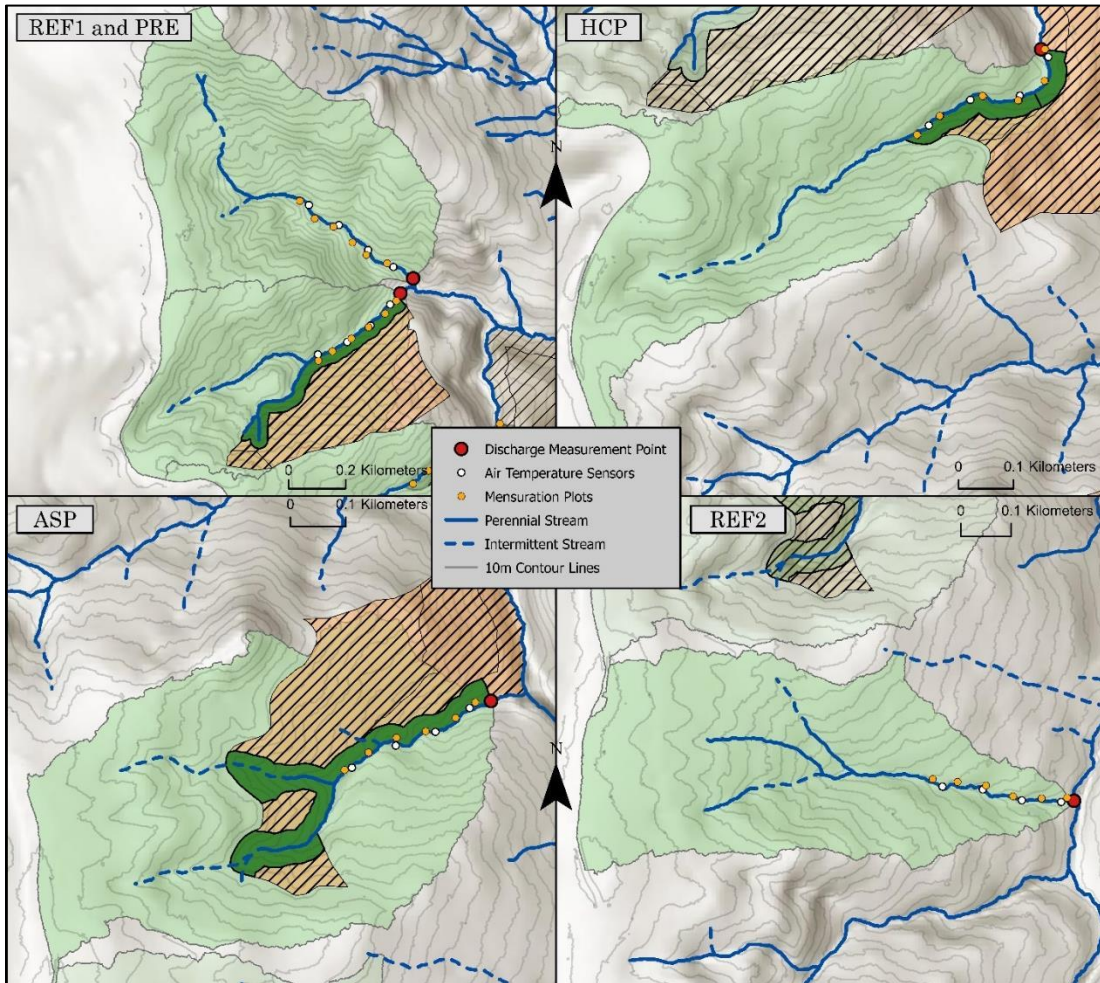 REF1 and PRE
HCP
N
Discharge Measurement Point
Air Temperature Sensors
Mensuration Plots
Perennial Stream
Intermittent Stream
10m Contour Lines
0 0.2 Kilometers
0 0.1 Kilometers
ASP
0 0.1 Kilometers
REF2
0 0.1 Kilometers
N